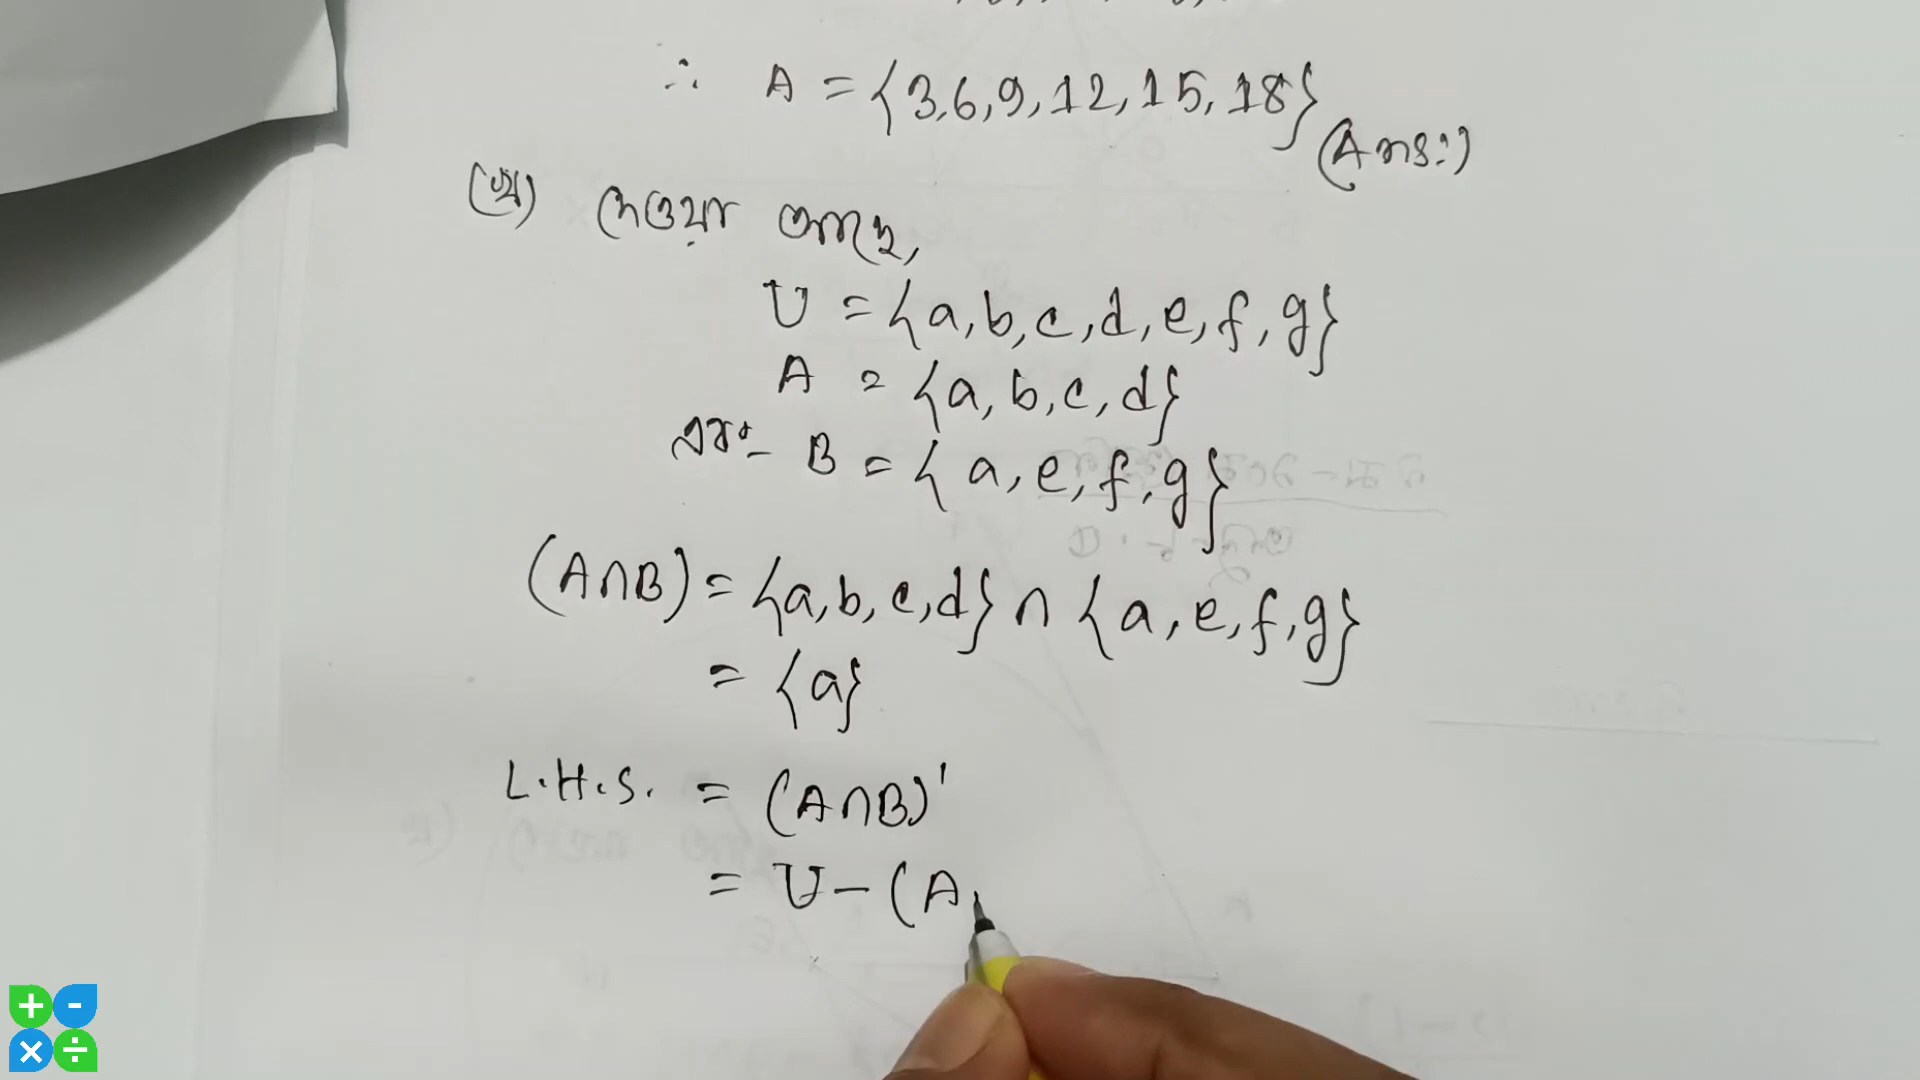 ∴ A = {3,6,9,12,15,18} (Ans:)
(খ) দেওয়া আছে,
U = {a,b,c,d,e,f,g}
A = {a,b,c,d}
এবং B = {a,e,f,g}
(A∩B) = {a,b,c,d} ∩ {a,e,f,g}
= {a}
L.H.S. = (A∩B)'
= U-(A